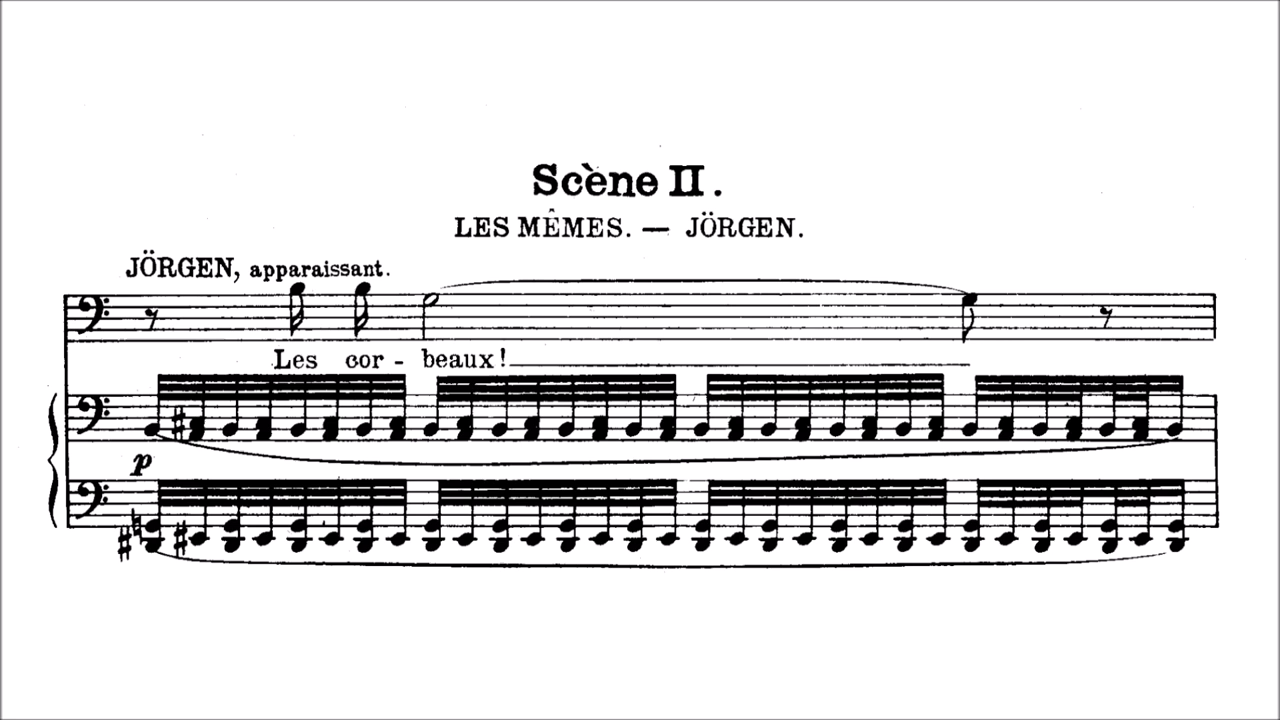 Scène II.
LES MÊMES. — JÖRGEN.
JÖRGEN, apparaissant.
Les cor - beaux!
p